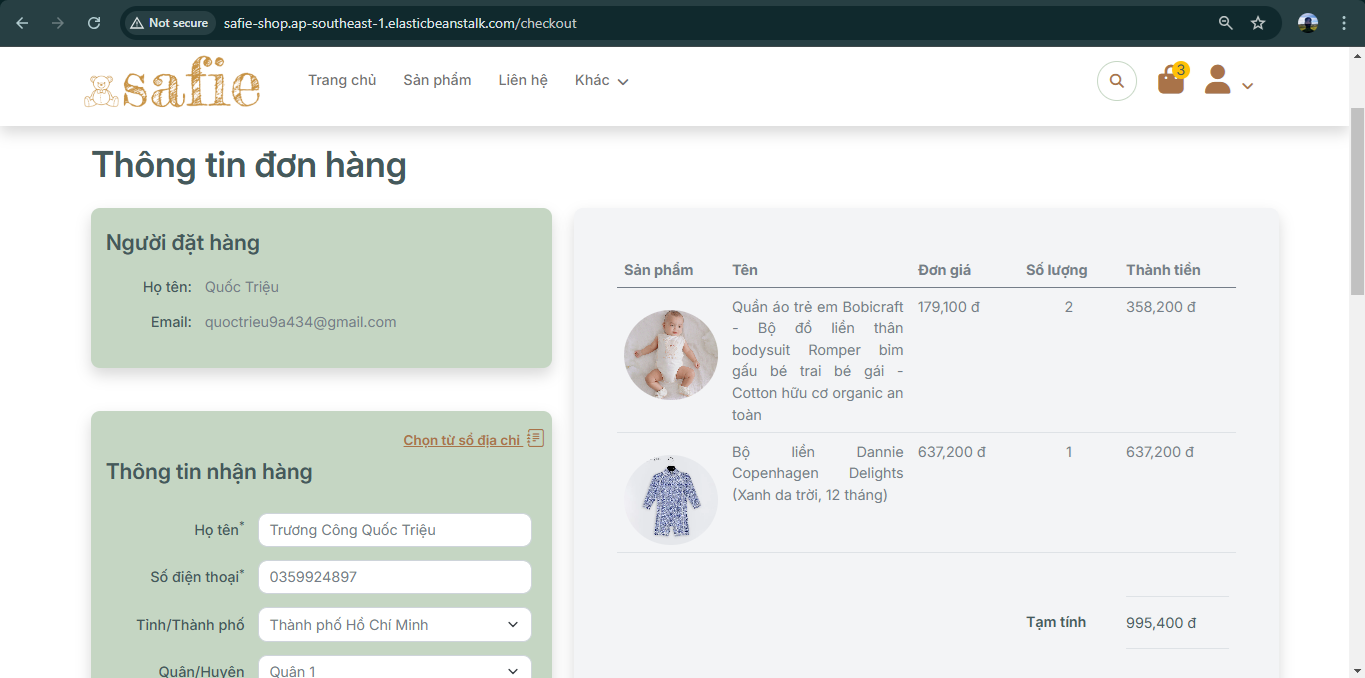 Not secure
safie-shop.ap-southeast-1.elasticbeanstalk.com/checkout
safie
Trang chủ
Sản phẩm
Liên hệ
Khác
3
Thông tin đơn hàng
Người đặt hàng
Họ tên: Quốc Triệu
Email: quoctrieu9a434@gmail.com
Chọn từ sổ địa chỉ
Thông tin nhận hàng
Họ tên* Trương Công Quốc Triệu
Số điện thoại* 0359924897
Tỉnh/Thành phố Thành phố Hồ Chí Minh
Quận/Huyện Quận 1
Sản phẩm Tên Đơn giá Số lượng Thành tiền
Quần áo trẻ em Bobicraft 179,100 đ 2 358,200 đ
- Bộ đồ liền thân
bodysuit Romper bỉm
gấu bé trai bé gái -
Cotton hữu cơ organic an
toàn
Bộ liền Dannie 637,200 đ 1 637,200 đ
Copenhagen Delights
(Xanh da trời, 12 tháng)
Tạm tính 995,400 đ